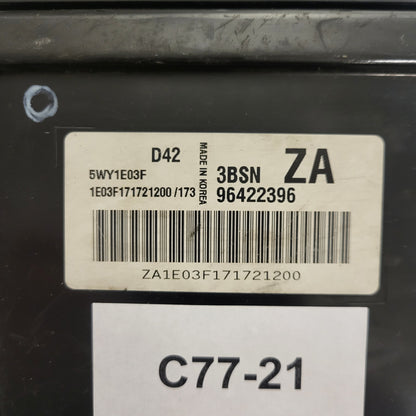 D42
5WY1E03F
1E03F171721200 /173
MADE IN KOREA
3BSN ZA
96422396
ZA1E03F171721200
C77-21